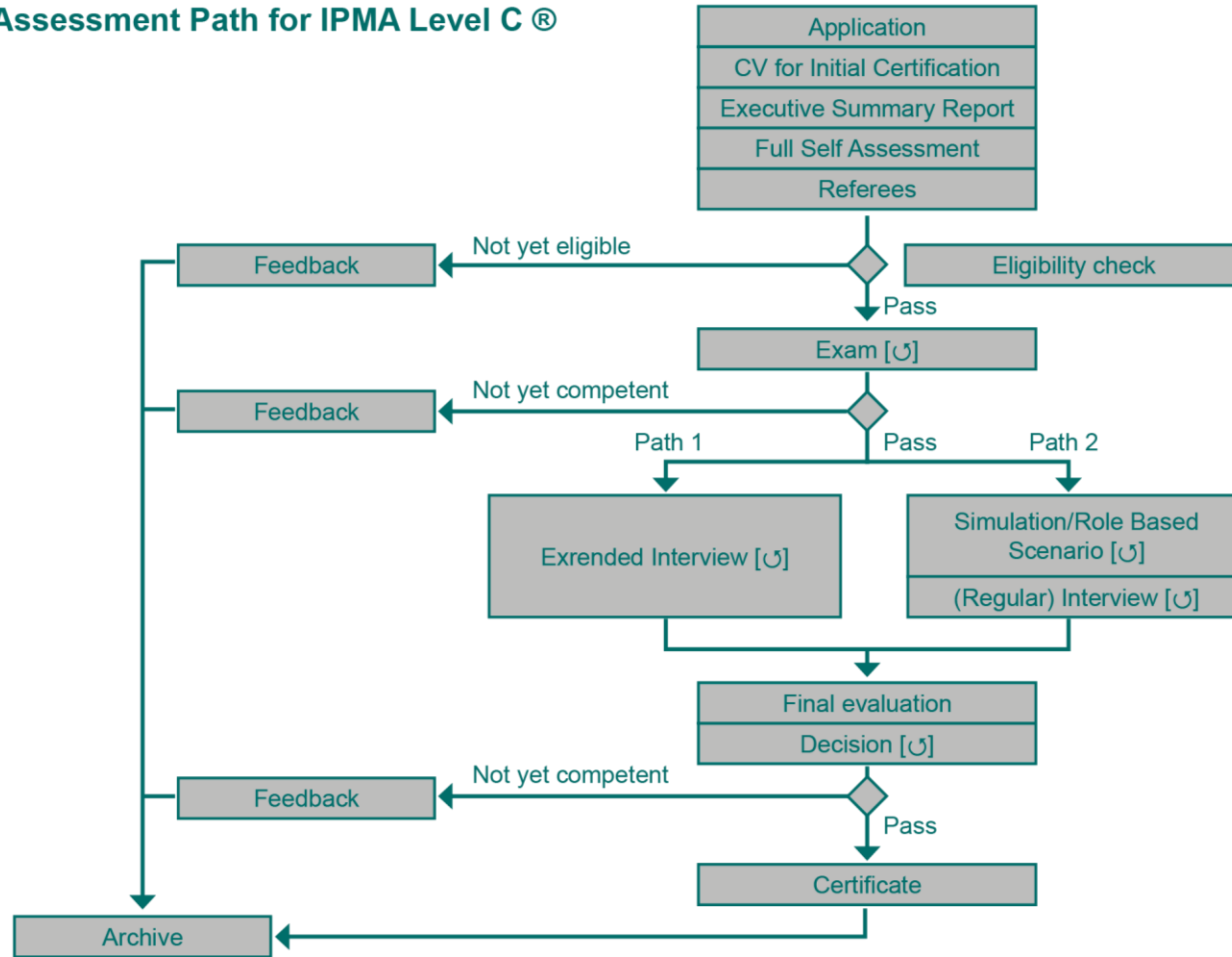 Assessment Path for IPMA Level C ®
Application
CV for Initial Certification
Executive Summary Report
Full Self Assessment
Referees
Not yet eligible
Feedback
Eligibility check
Pass
Exam [↺]
Not yet competent
Feedback
Path 1
Pass
Path 2
Exrended Interview [↺]
Simulation/Role Based
Scenario [↺]
(Regular) Interview [↺]
Final evaluation
Decision [↺]
Not yet competent
Feedback
Pass
Certificate
Archive